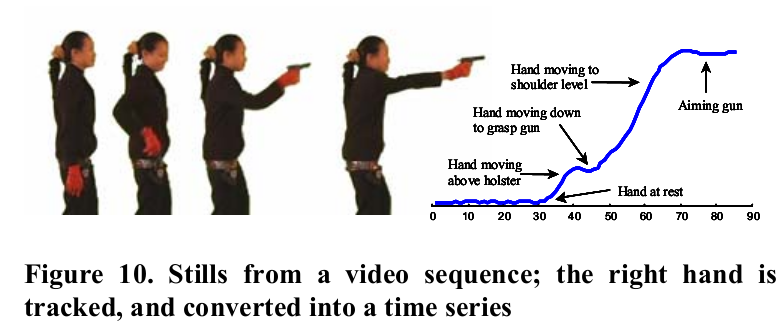 Hand moving to
shoulder level
Aiming gun
Hand moving down
to grasp gun
Hand moving
above holster
Hand at rest
0 10 20 30 40 50 60 70 80 90
Figure 10. Stills from a video sequence; the right hand is
tracked, and converted into a time series